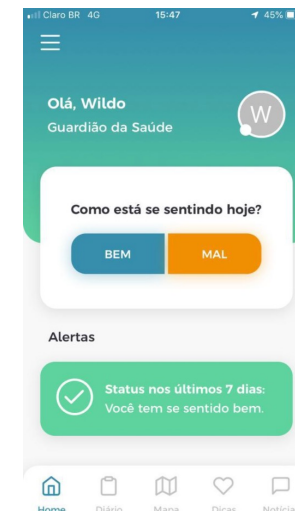 Claro BR 4G 15:47 45%
Olá, Wildo
Guardião da Saúde
W
Como está se sentindo hoje?
BEM MAL
Alertas
Status nos últimos 7 dias:
Você tem se sentido bem.
Home Diário Mapa Dicas Notícia